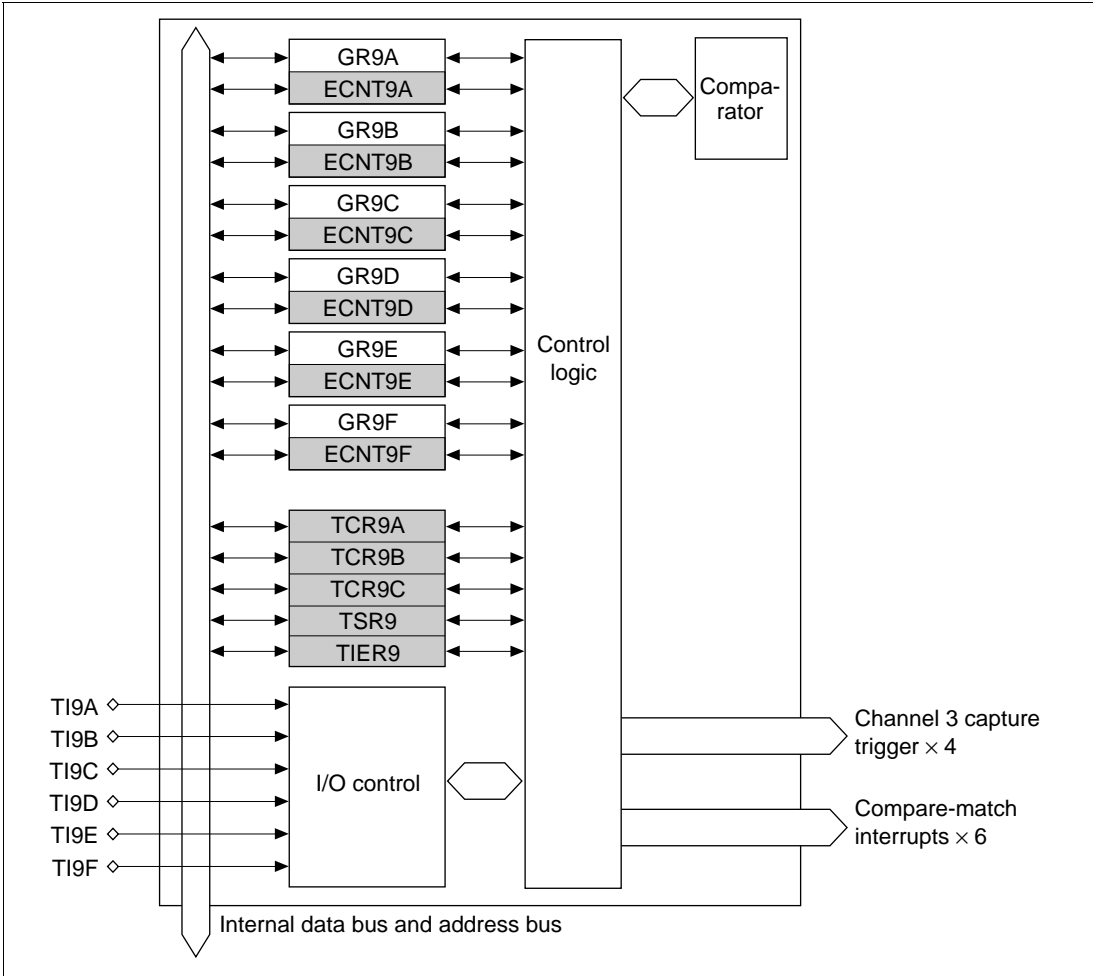 GR9A
ECNT9A
GR9B
ECNT9B
GR9C
ECNT9C
GR9D
ECNT9D
GR9E
ECNT9E
GR9F
ECNT9F
TCR9A
TCR9B
TCR9C
TSR9
TIER9
Control
logic
Compa-
rator
TI9A
TI9B
TI9C
TI9D
TI9E
TI9F
I/O control
Channel 3 capture
trigger × 4
Compare-match
interrupts × 6
Internal data bus and address bus